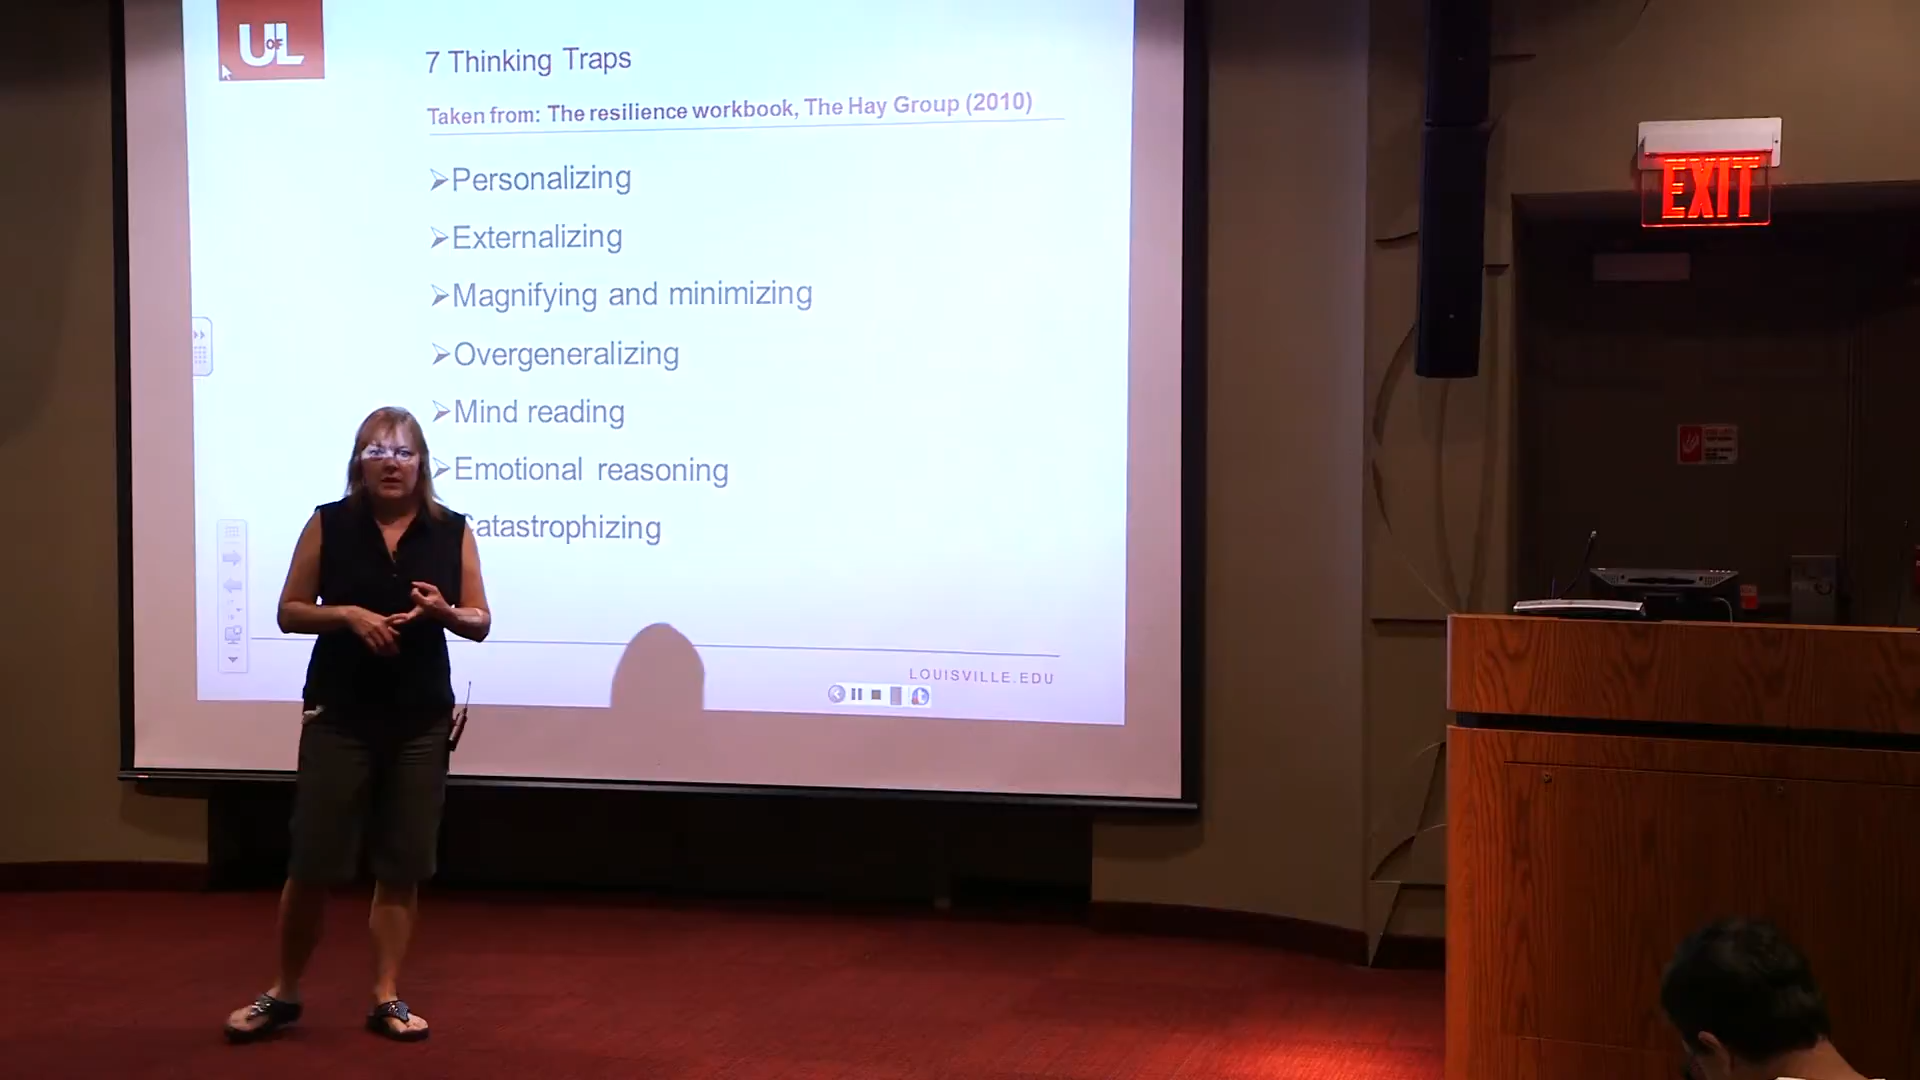 UofL
7 Thinking Traps
Taken from: The resilience workbook, The Hay Group (2010)
Personalizing
Externalizing
Magnifying and minimizing
Overgeneralizing
Mind reading
Emotional reasoning
Catastrophizing
LOUISVILLE.EDU
EXIT